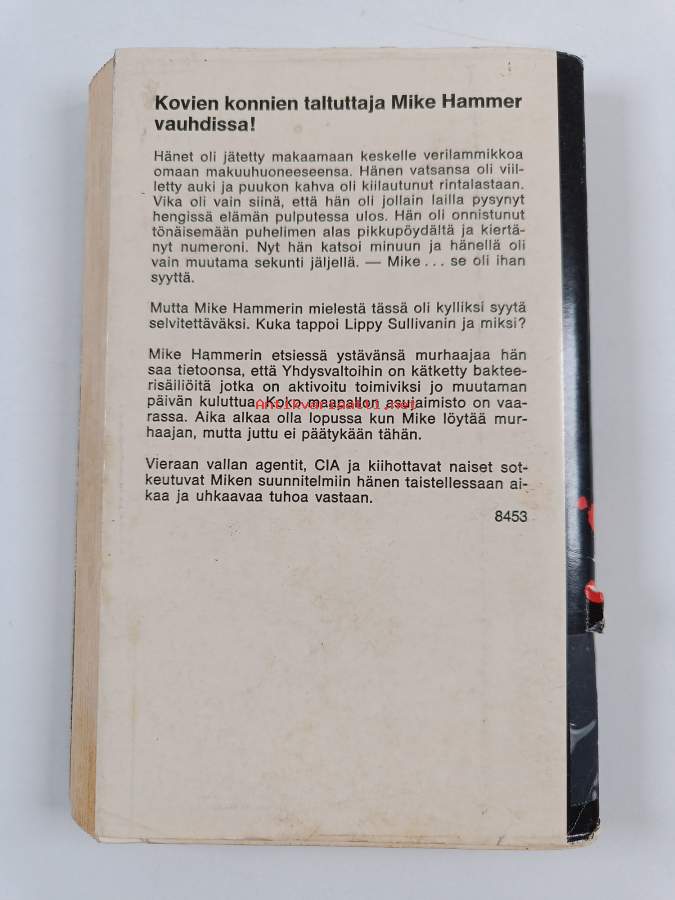 Kovien konnien taltuttaja Mike Hammer
vauhdissa!
Hänet oli jätetty makaamaan keskelle verilammikkoa
omaan makuuhuoneeseensa. Hänen vatsansa oli viil-
letty auki ja puukon kahva oli kiilautunut rintalastaan.
Vika oli vain siinä, että hän oli jollain lailla pysynyt
hengissä elämän pulputessa ulos. Hän oli onnistunut
tönäisemään puhelimen alas pikkupöydältä ja kiertä-
nyt numeroni. Nyt hän katsoi minuun ja hänellä oli
vain muutama sekunti jäljellä. — Mike... se oli ihan
syyttä.
Mutta Mike Hammerin mielestä tässä oli kylliksi syytä
selvitettäväksi. Kuka tappoi Lippy Sullivanin ja miksi?
Mike Hammerin etsiessä ystävänsä murhaajaa hän
saa tietoonsa, että Yhdysvaltoihin on kätketty baktee-
risäiliöitä jotka on aktivoitu toimiviksi jo muutaman
päivän kuluttua. Koko maapallon asujaimisto on vaa-
Antikvariaatti.net
rassa. Aika alkaa olla lopussa kun Mike löytää mur-
haajan, mutta juttu ei päätykään tähän.
Vieraan vallan agentit, CIA ja kiihottavat naiset sot-
keutuvat Miken suunnitelmiin hänen taistellessaan ai-
kaa ja uhkaavaa tuhoa vastaan.
8453